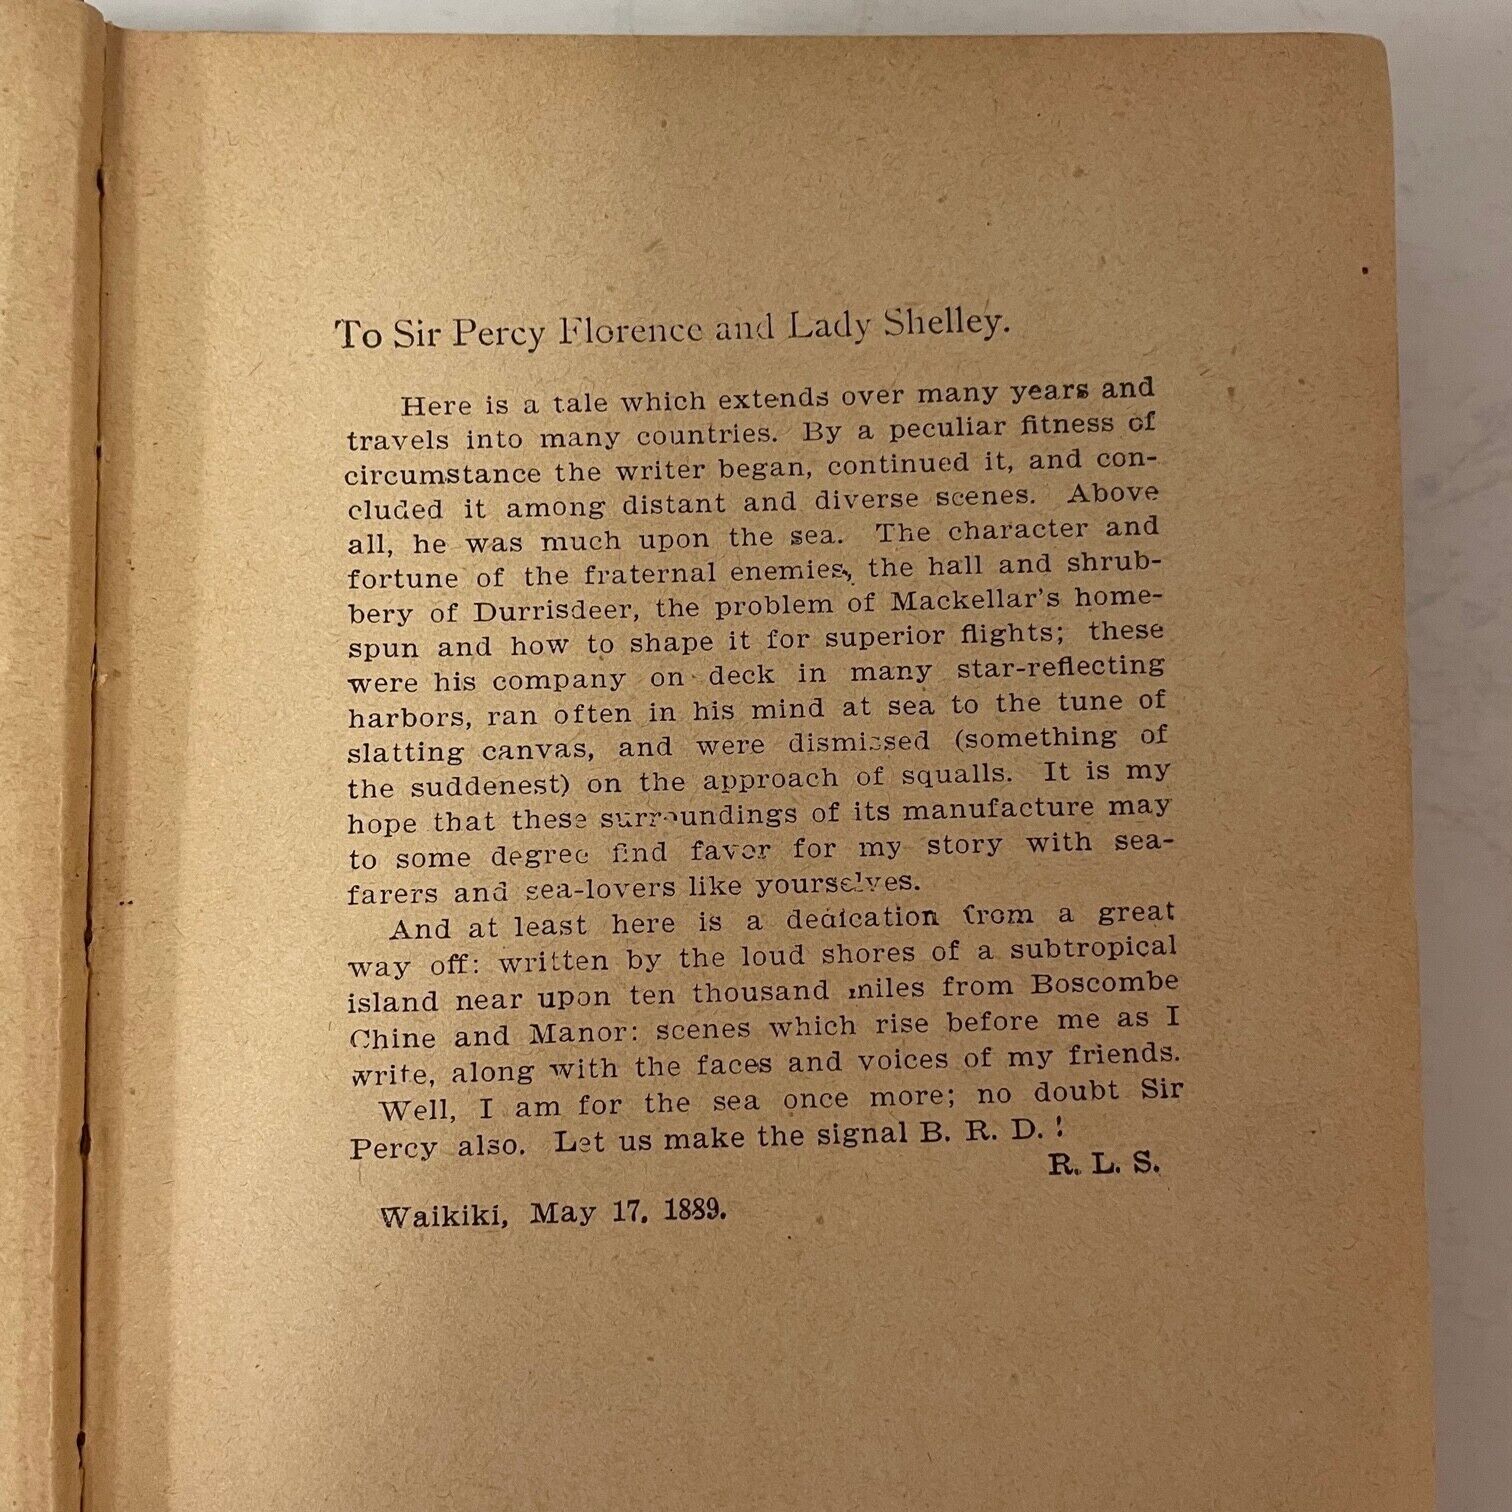 To Sir Percy Florence and Lady Shelley.
Here is a tale which extends over many years and
travels into many countries. By a peculiar fitness of
circumstance the writer began, continued it, and con-
cluded it among distant and diverse scenes. Above
all, he was much upon the sea. The character and
fortune of the fraternal enemies, the hall and shrub-
bery of Durrisdeer, the problem of Mackellar's home-
spun and how to shape it for superior flights; these
were his company on deck in many star-reflecting
harbors, ran often in his mind at sea to the tune of
slatting canvas, and were dismissed (something of
the suddenest) on the approach of squalls. It is my
hope that these surroundings of its manufacture may
to some degree find favor for my story with sea-
farers and sea-lovers like yourselves.
And at least here is a dedication from a great
way off: written by the loud shores of a subtropical
island near upon ten thousand miles from Boscombe
Chine and Manor: scenes which rise before me as I
write, along with the faces and voices of my friends.
Well, I am for the sea once more; no doubt Sir
Percy also. Let us make the signal B. R. D.!
R. L. S.
Waikiki, May 17, 1889.